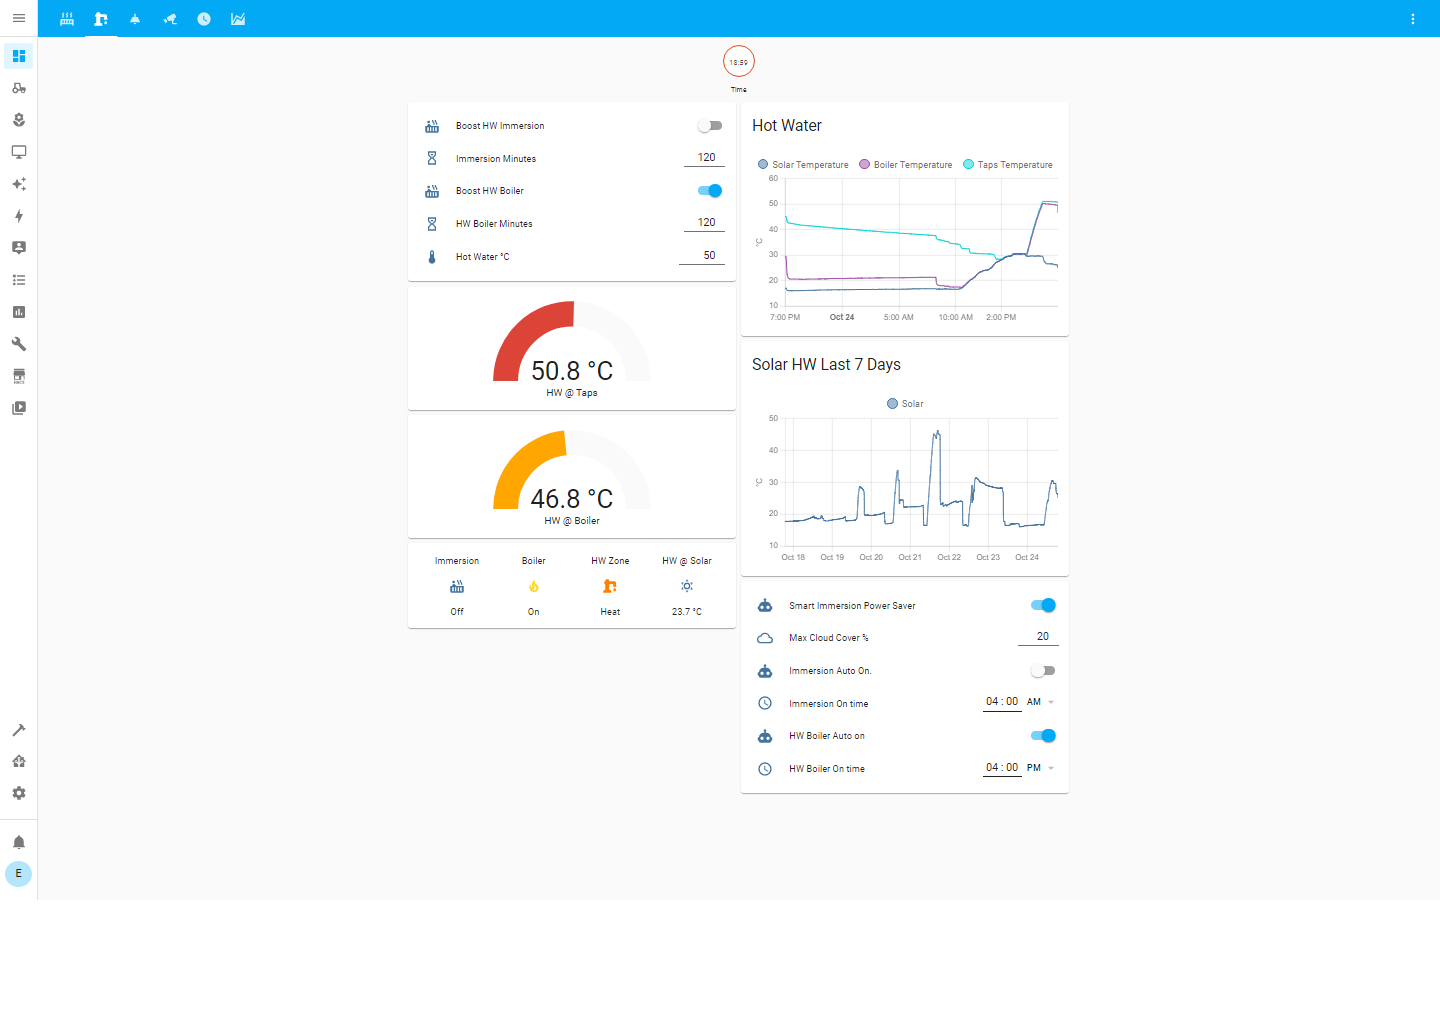 18:59
Time
Boost HW Immersion
Immersion Minutes 120
Boost HW Boiler
HW Boiler Minutes 120
Hot Water °C 50
50.8 °C
HW @ Taps
46.8 °C
HW @ Boiler
Immersion Boiler HW Zone HW @ Solar
Off On Heat 23.7 °C
Hot Water
Solar Temperature Boiler Temperature Taps Temperature
60
50
40
°C
30
20
10
7:00 PM Oct 24 5:00 AM 10:00 AM 2:00 PM
Solar HW Last 7 Days
Solar
50
40
°C
30
20
10
Oct 18 Oct 19 Oct 20 Oct 21 Oct 22 Oct 23 Oct 24
Smart Immersion Power Saver
Max Cloud Cover % 20
Immersion Auto On.
Immersion On time 04 : 00 AM
HW Boiler Auto on
HW Boiler On time 04 : 00 PM
E